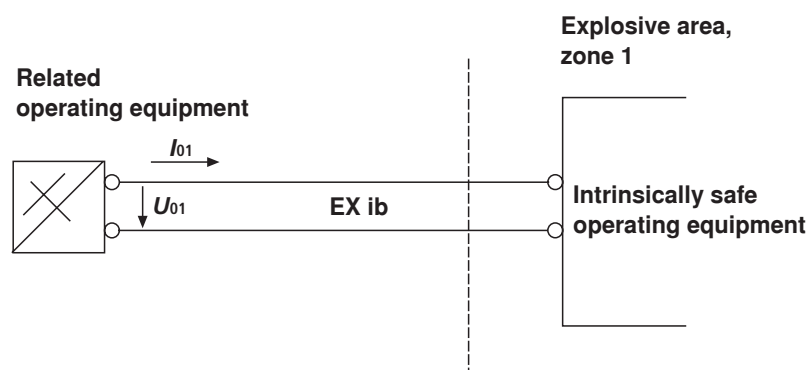 Explosive area,
zone 1
Related
operating equipment
I01
U01
EX ib
Intrinsically safe
operating equipment